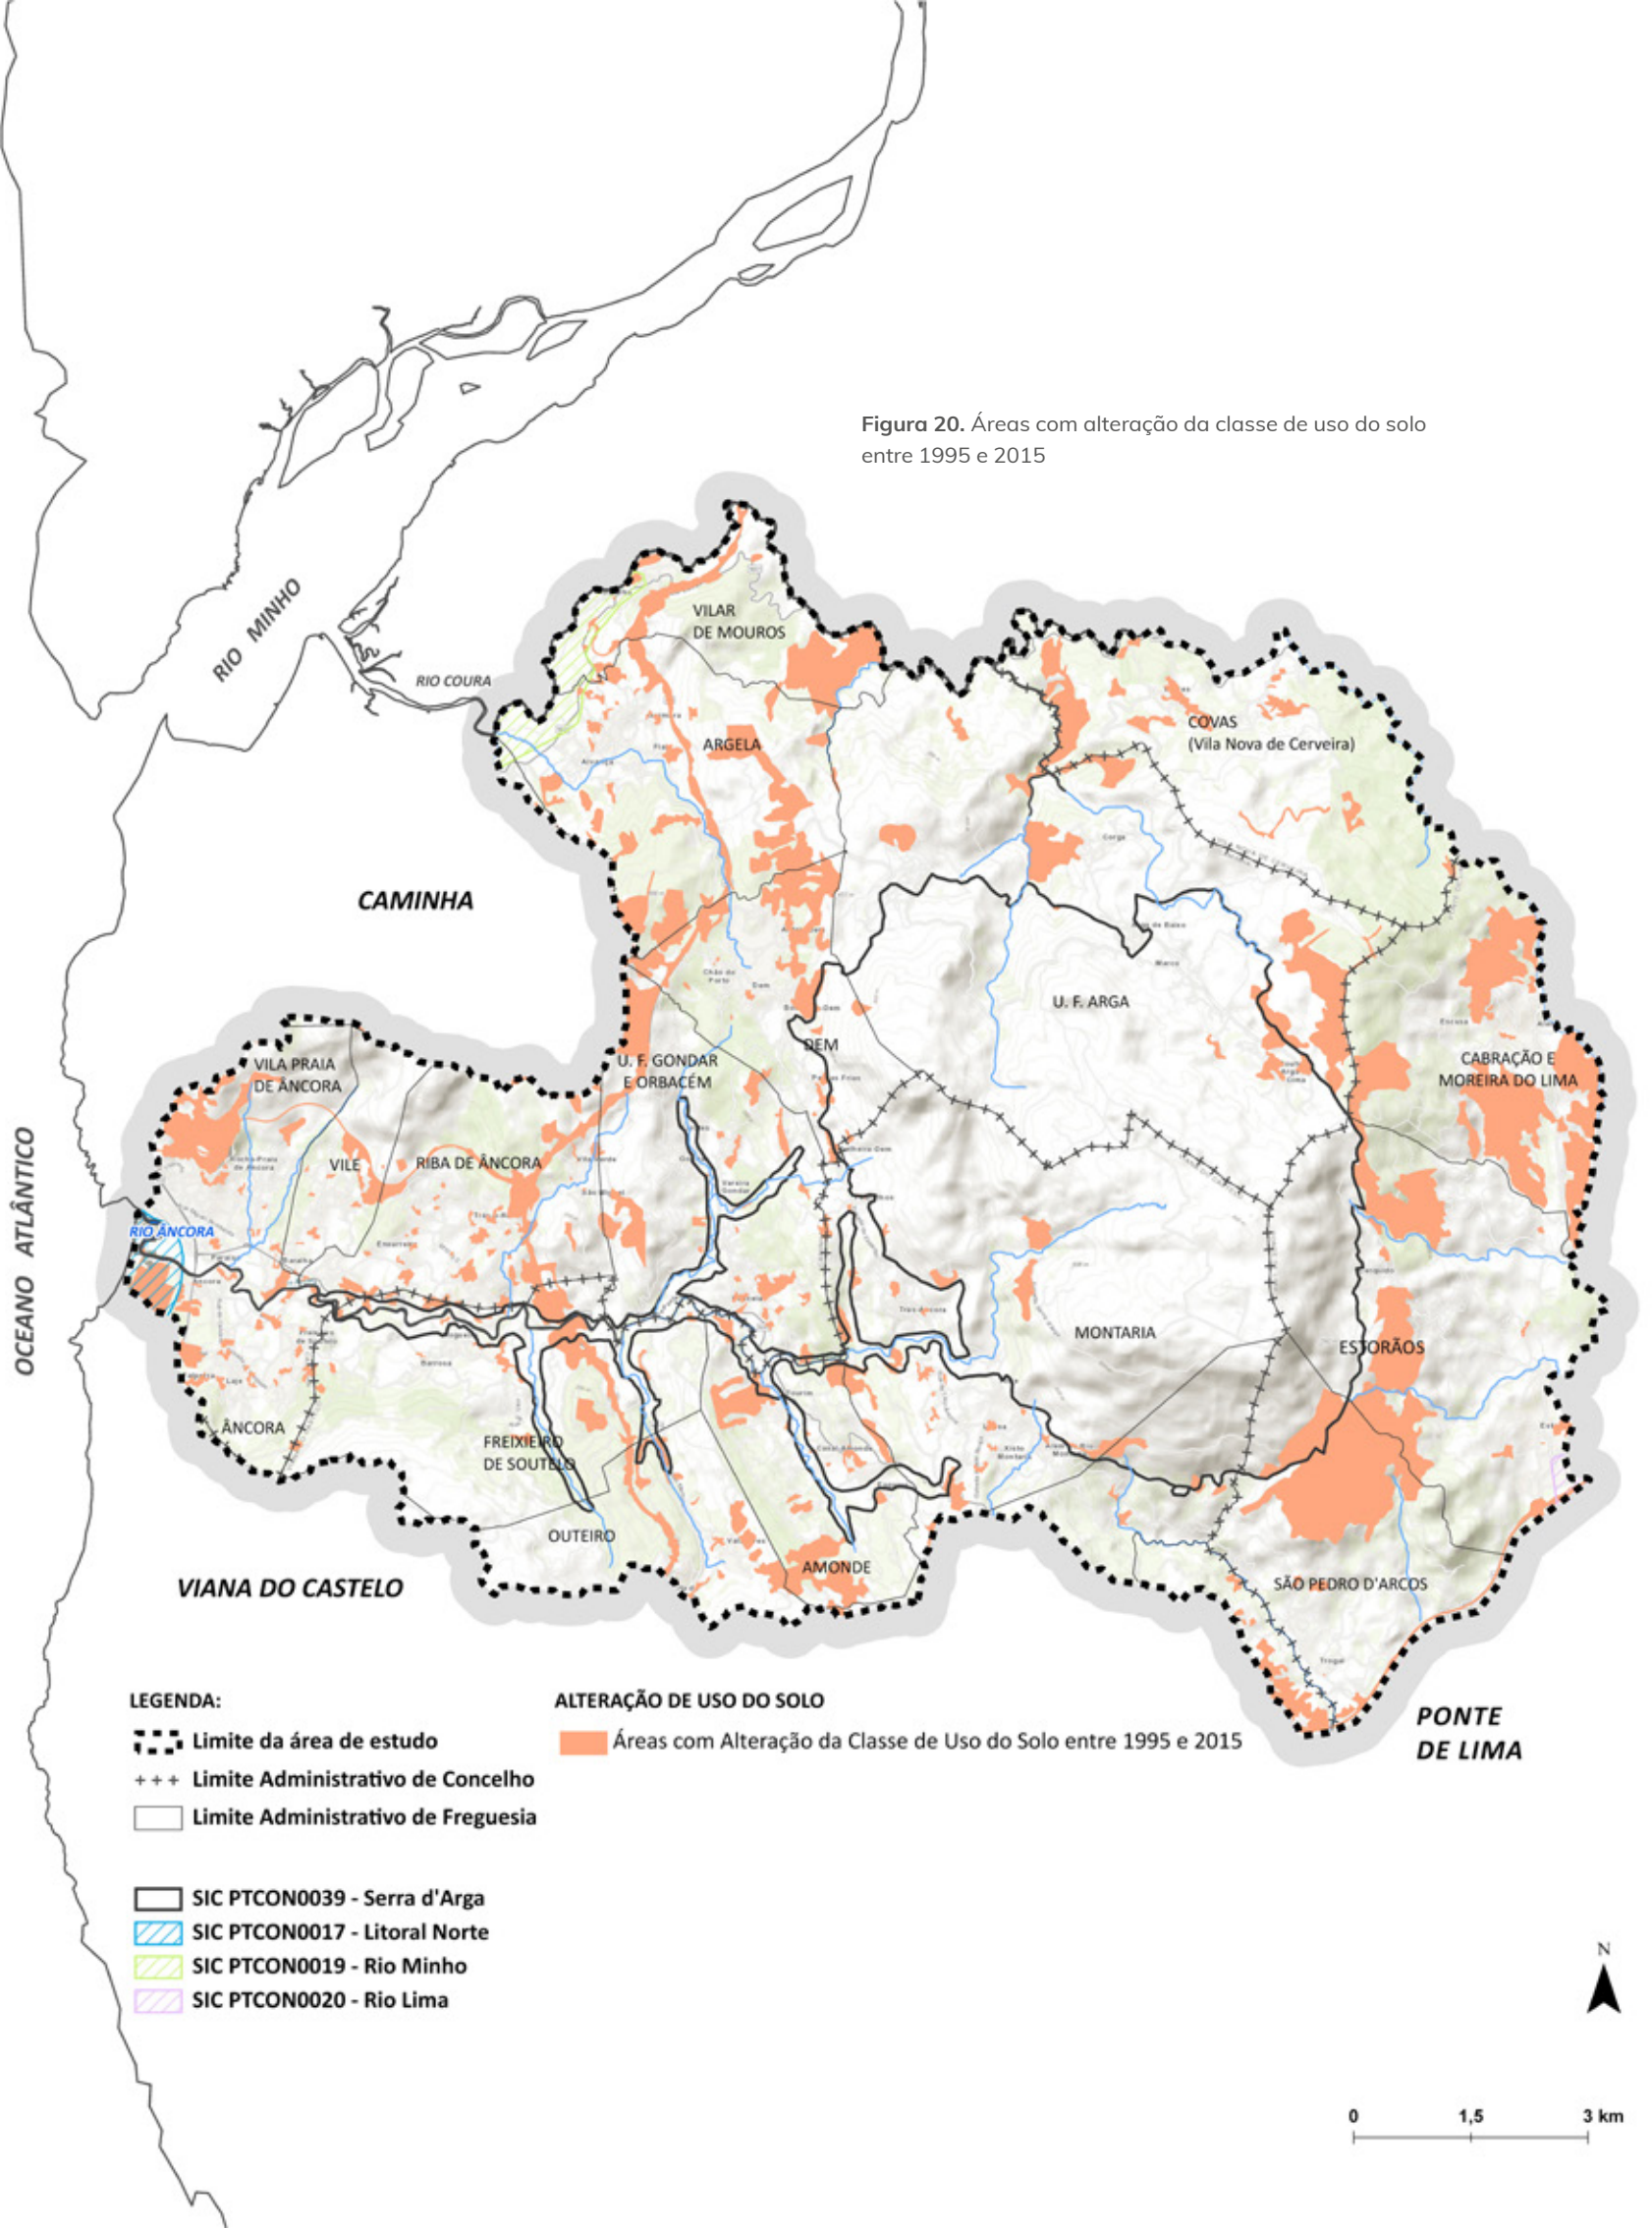 Figura 20. Áreas com alteração da classe de uso do solo
entre 1995 e 2015
RIO MINHO
RIO COURA
VILAR
DE MOUROS
COVAS
(Vila Nova de Cerveira)
ARGELA
CAMINHA
U. F. ARGA
DEM
U. F. GONDAR
E ORBACÉM
CABRAÇÃO E
MOREIRA DO LIMA
VILA PRAIA
DE ÂNCORA
VILE
RIBA DE ÂNCORA
OCEANO ATLÂNTICO
RIO ÂNCORA
MONTARIA
ESTORÃOS
ÂNCORA
FREIXIEIRO
DE SOUTELO
OUTEIRO
AMONDE
SÃO PEDRO D'ARCOS
VIANA DO CASTELO
PONTE
DE LIMA
LEGENDA:
Limite da área de estudo
Limite Administrativo de Concelho
Limite Administrativo de Freguesia
SIC PTCON0039 - Serra d'Arga
SIC PTCON0017 - Litoral Norte
SIC PTCON0019 - Rio Minho
SIC PTCON0020 - Rio Lima
ALTERAÇÃO DE USO DO SOLO
Áreas com Alteração da Classe de Uso do Solo entre 1995 e 2015
N
0 1,5 3 km